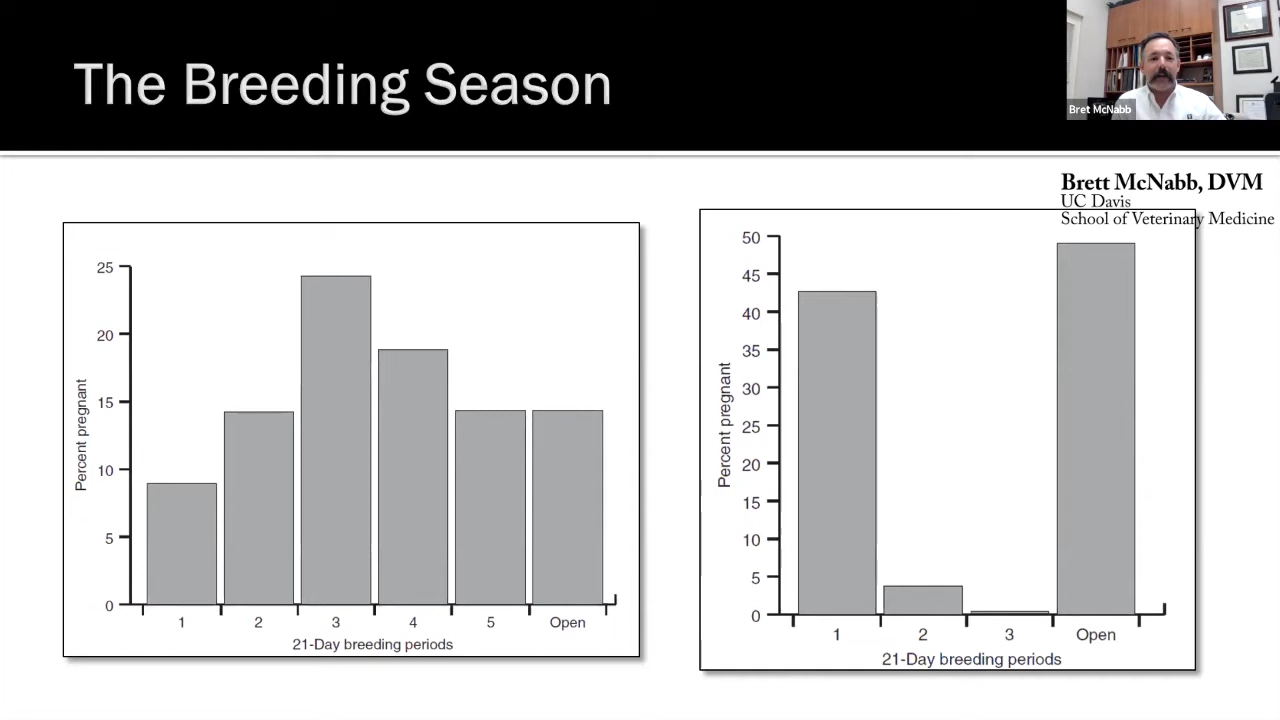 The Breeding Season
Bret McNabb
Brett McNabb, DVM
UC Davis
School of Veterinary Medicine
25
20
15
10
5
0
Percent pregnant
1 2 3 4 5 Open
21-Day breeding periods
50
45
40
35
30
25
20
15
10
5
0
Percent pregnant
1 2 3 Open
21-Day breeding periods